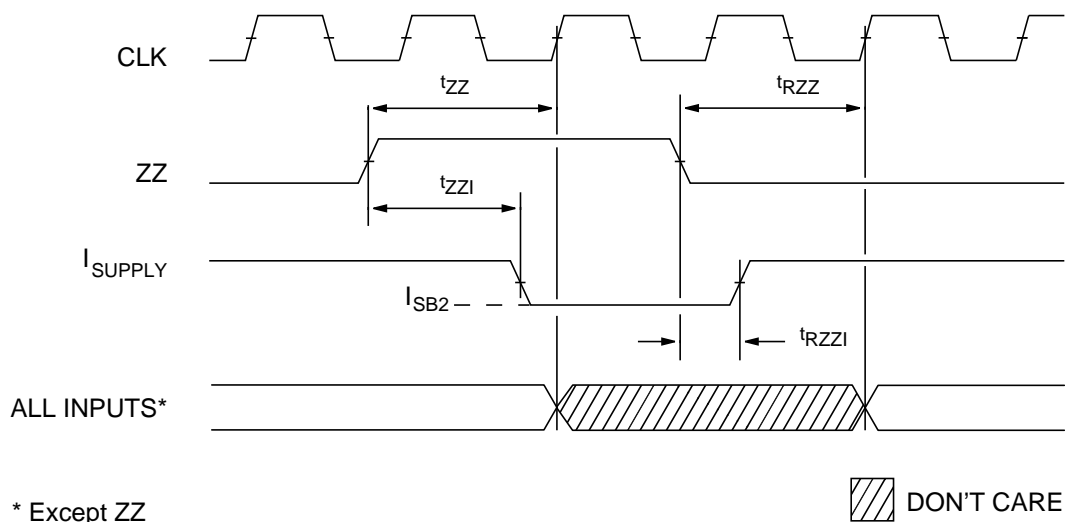 CLK
tZZ
tRZZ
ZZ
tZZI
ISUPPLY
ISB2
tRZZI
ALL INPUTS*
* Except ZZ
DON'T CARE